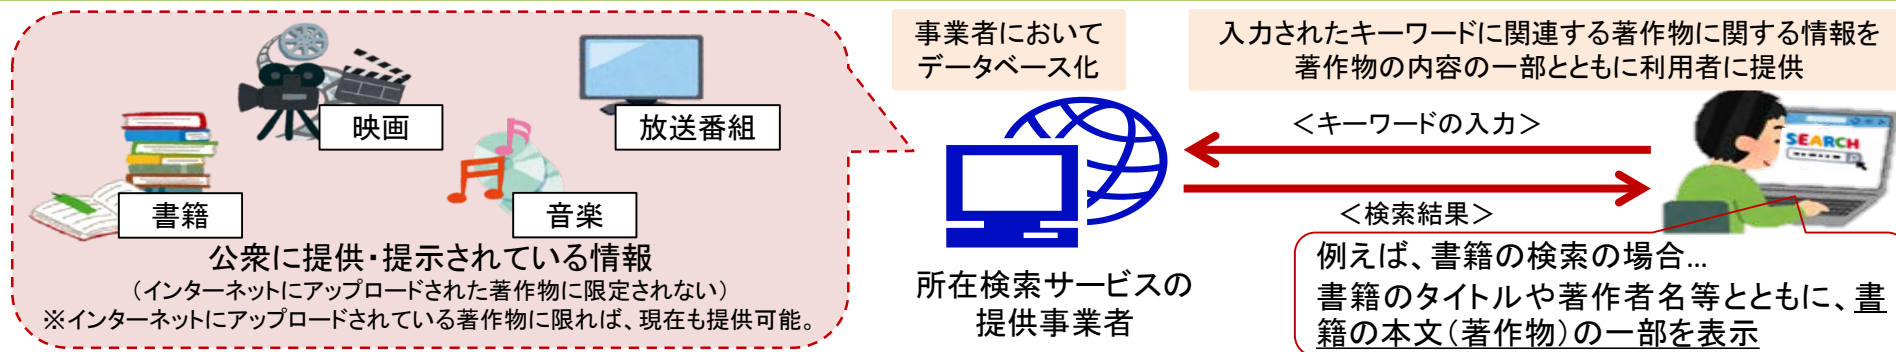 映画
放送番組
書籍
音楽
公衆に提供・提示されている情報
（インターネットにアップロードされた著作物に限定されない）
※インターネットにアップロードされている著作物に限れば、現在も提供可能。
事業者において
データベース化
所在検索サービスの
提供事業者
入力されたキーワードに関連する著作物に関する情報を
著作物の内容の一部とともに利用者に提供
＜キーワードの入力＞
＜検索結果＞
SEARCH
例えば、書籍の検索の場合…
書籍のタイトルや著作者名等とともに、書
籍の本文（著作物）の一部を表示